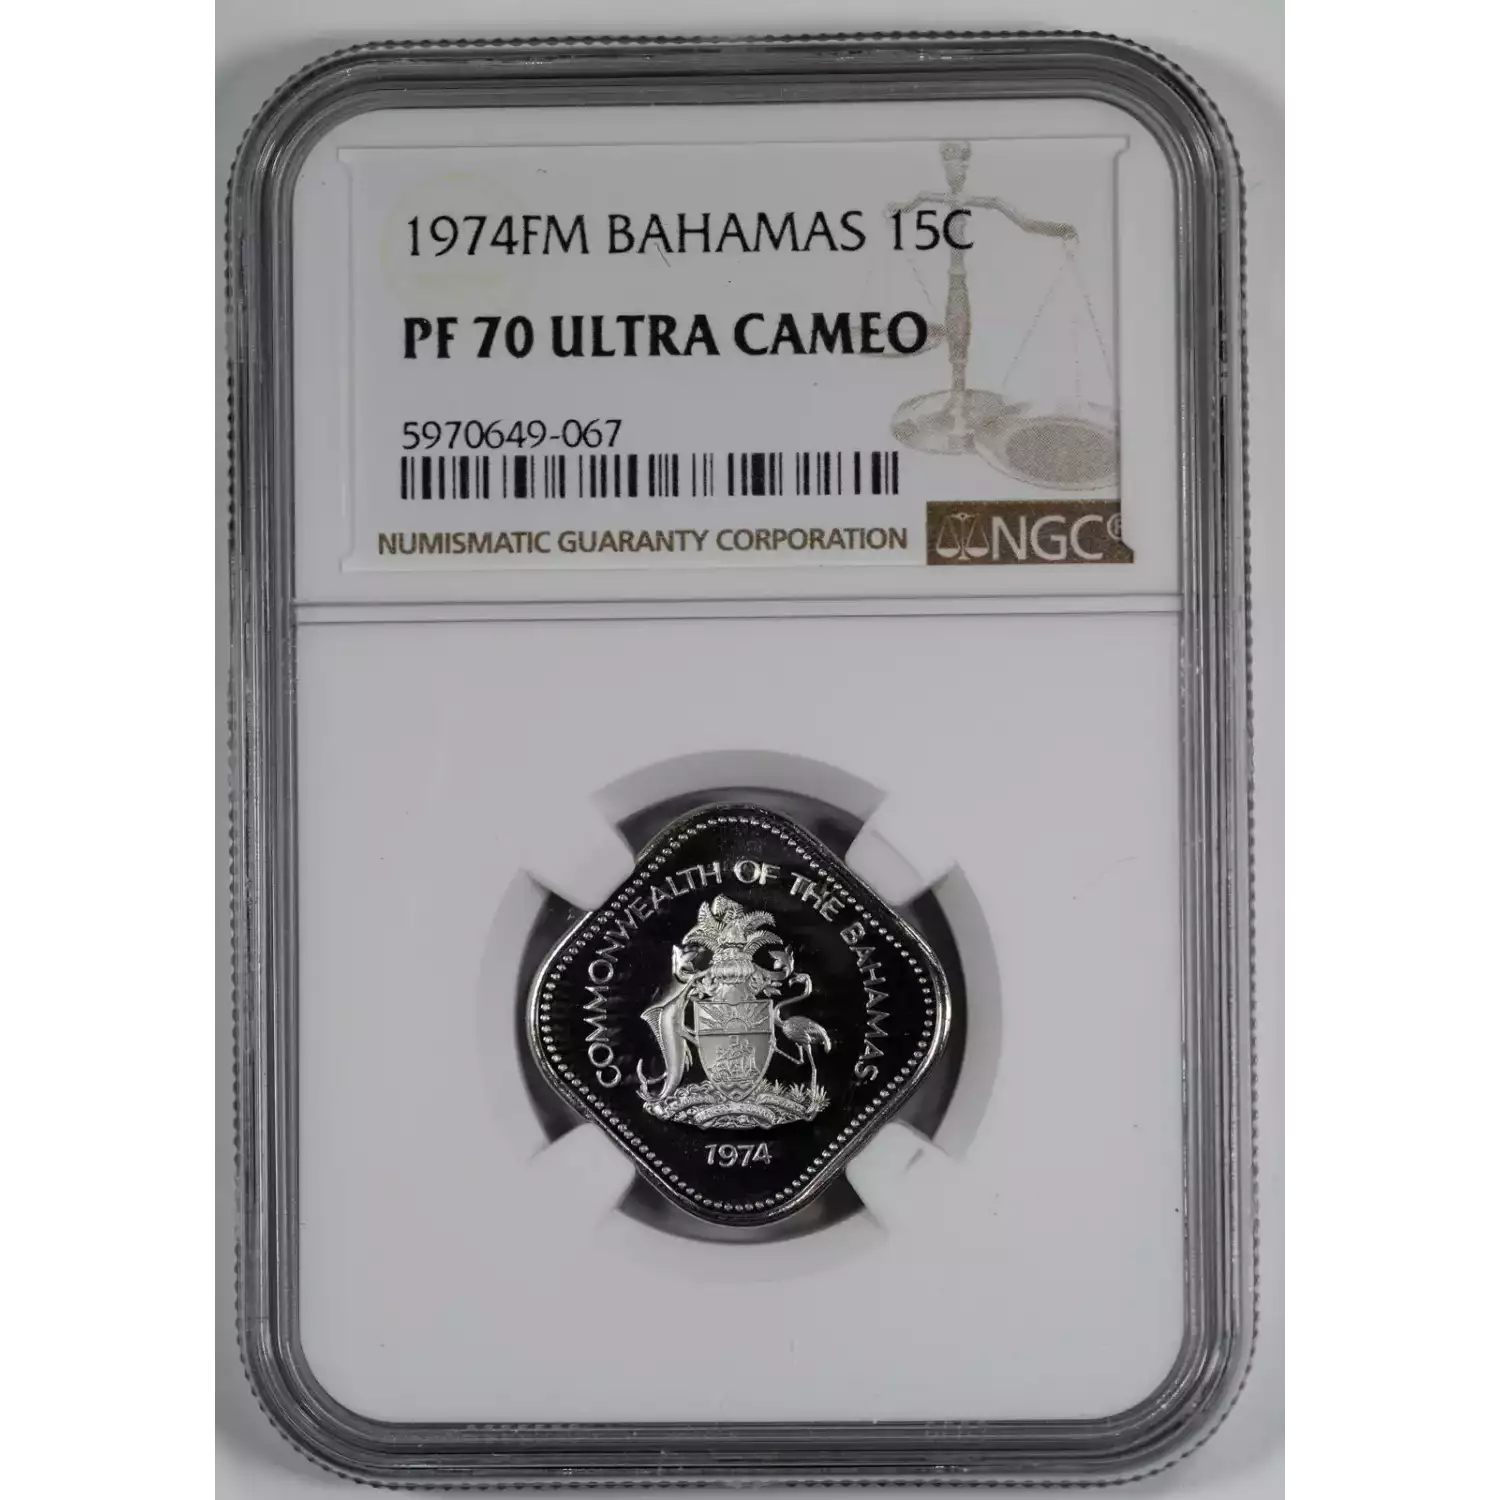 1974FM BAHAMAS 15C
PF 70 ULTRA CAMEO
5970649-067
NUMISMATIC GUARANTY CORPORATION NGC®
COMMONWEALTH OF THE BAHAMAS
1974